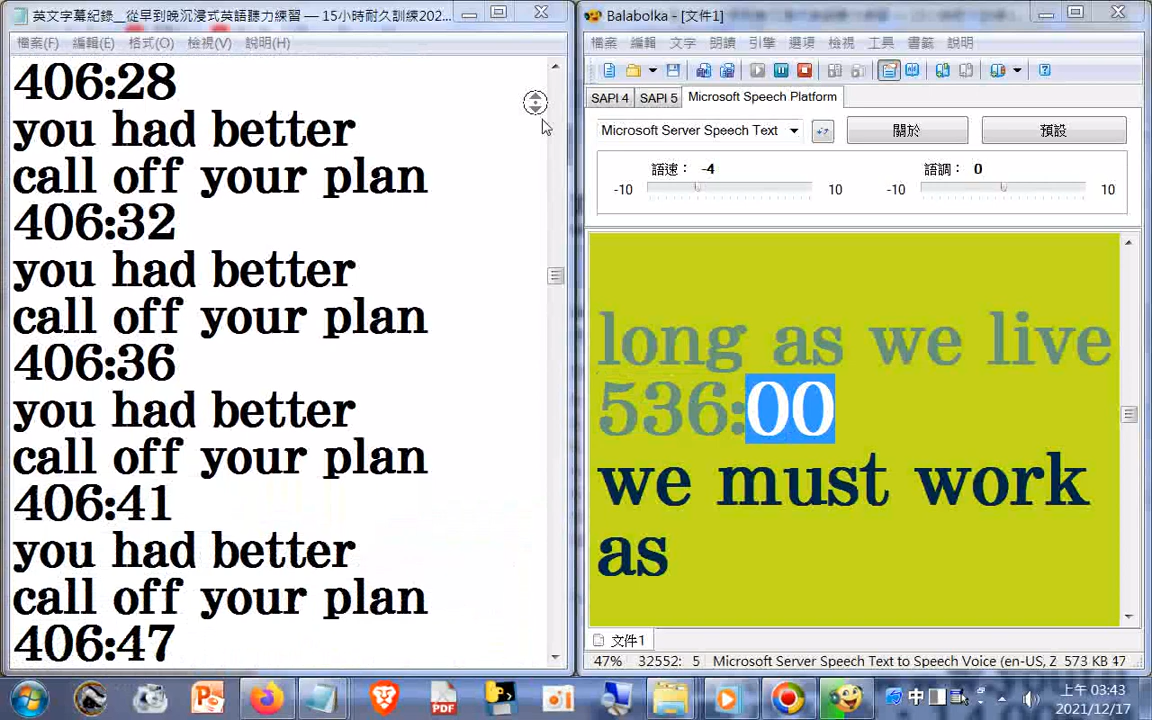 英文字幕紀錄__從早到晚沉浸式英語聽力練習 — 15小時耐久訓練202...
檔案(F) 編輯(E) 格式(O) 檢視(V) 說明(H)
406:28
you had better
call off your plan
406:32
you had better
call off your plan
406:36
you had better
call off your plan
406:41
you had better
call off your plan
406:47
Balabolka - [文件1]
檔案 編輯 文字 朗讀 引擎 選項 檢視 工具 書籤 說明
SAPI 4 SAPI 5 Microsoft Speech Platform
Microsoft Server Speech Text 關於 預設
語速： -4 語調： 0
-10 10 -10 10
long as we live
536:00
we must work
as
文件1
47% 32552: 5 Microsoft Server Speech Text to Speech Voice (en-US, Z 573 KB 47
PDF 中 上午 03:43
2021/12/17